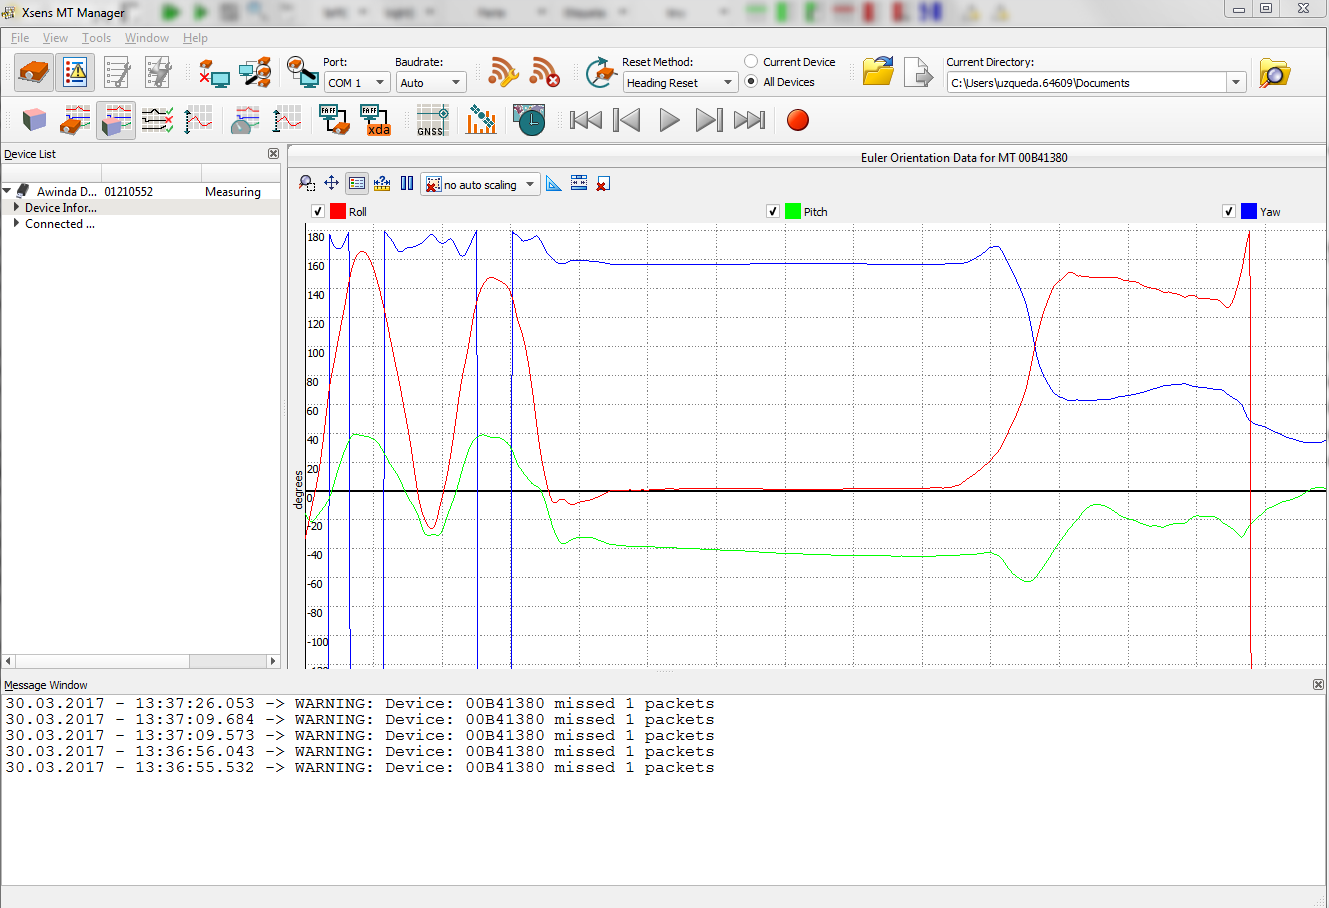 Xsens MT Manager
File View Tools Window Help
Port:
COM 1
Baudrate:
Auto
Reset Method:
Heading Reset
Current Device
All Devices
Current Directory:
C:\Users\uzqueda.64609\Documents
FAFF
FAFF
xda
GNSS
Device List
Awinda D... 01210552 Measuring
Device Infor...
Connected ...
Euler Orientation Data for MT 00B41380
no auto scaling
Roll Pitch Yaw
degrees
180
160
140
120
100
80
60
40
20
0
-20
-40
-60
-80
-100
Message Window
30.03.2017 - 13:37:26.053 -> WARNING: Device: 00B41380 missed 1 packets
30.03.2017 - 13:37:09.684 -> WARNING: Device: 00B41380 missed 1 packets
30.03.2017 - 13:37:09.573 -> WARNING: Device: 00B41380 missed 1 packets
30.03.2017 - 13:36:56.043 -> WARNING: Device: 00B41380 missed 1 packets
30.03.2017 - 13:36:55.532 -> WARNING: Device: 00B41380 missed 1 packets